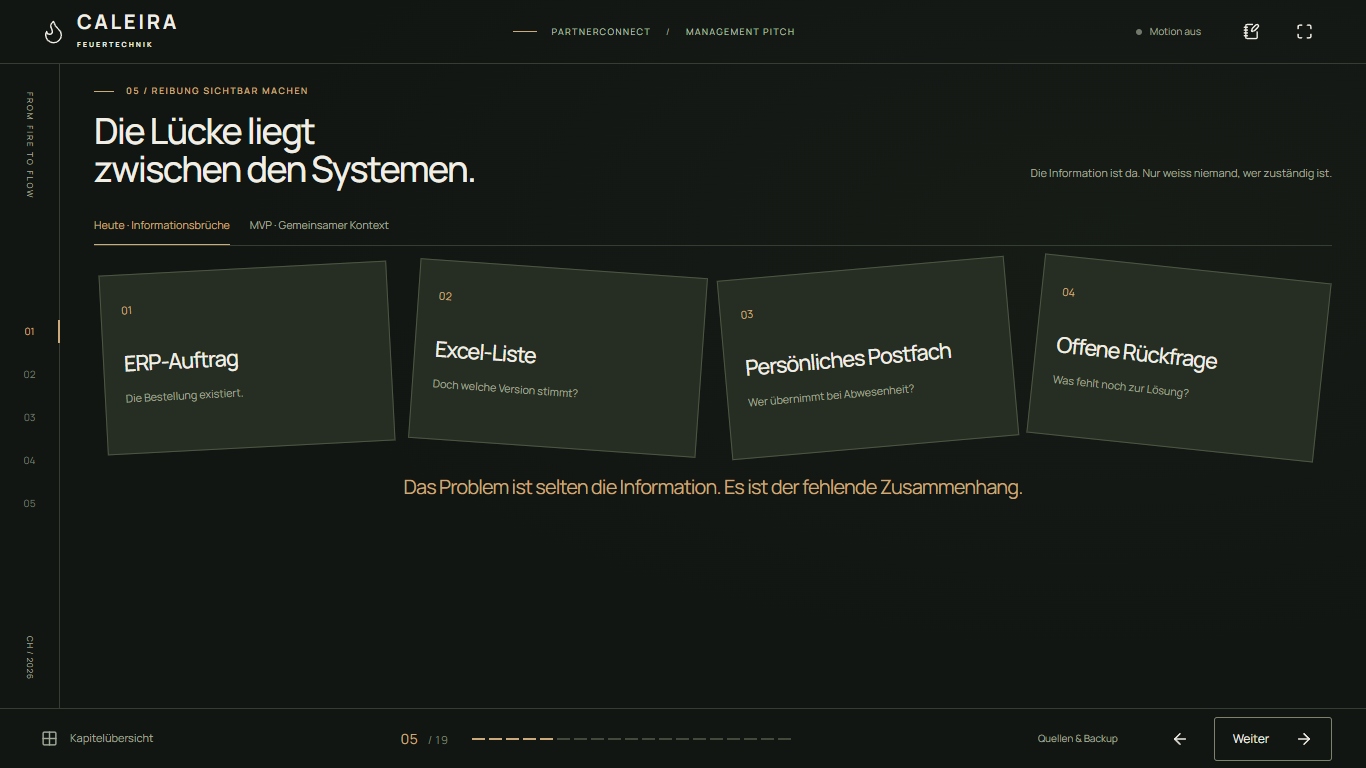 CALEIRA
FEUERTECHNIK
PARTNERCONNECT / MANAGEMENT PITCH
Motion aus
FROM FIRE TO FLOW
01
02
03
04
05
CH / 2026
05 / REIBUNG SICHTBAR MACHEN
Die Lücke liegt
zwischen den Systemen.
Die Information ist da. Nur weiss niemand, wer zuständig ist.
Heute · Informationsbrüche
MVP · Gemeinsamer Kontext
01
ERP-Auftrag
Die Bestellung existiert.
02
Excel-Liste
Doch welche Version stimmt?
03
Persönliches Postfach
Wer übernimmt bei Abwesenheit?
04
Offene Rückfrage
Was fehlt noch zur Lösung?
Das Problem ist selten die Information. Es ist der fehlende Zusammenhang.
Kapitelübersicht
05 / 19
Quellen & Backup
Weiter